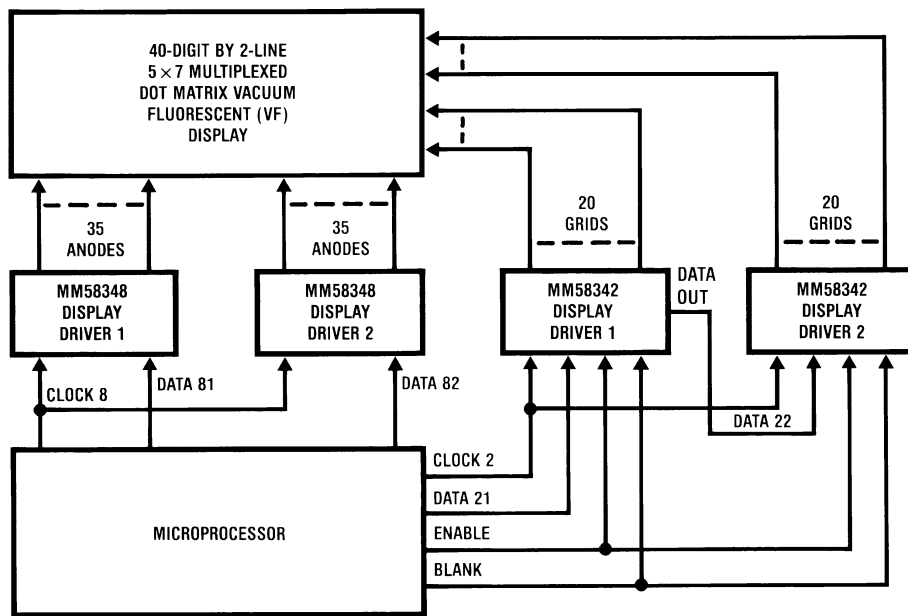 40-DIGIT BY 2-LINE
5 × 7 MULTIPLEXED
DOT MATRIX VACUUM
FLUORESCENT (VF)
DISPLAY
35
ANODES
35
ANODES
20
GRIDS
20
GRIDS
MM58348
DISPLAY
DRIVER 1
MM58348
DISPLAY
DRIVER 2
MM58342
DISPLAY
DRIVER 1
DATA
OUT
MM58342
DISPLAY
DRIVER 2
CLOCK 8
DATA 81
DATA 82
DATA 22
MICROPROCESSOR
CLOCK 2
DATA 21
ENABLE
BLANK